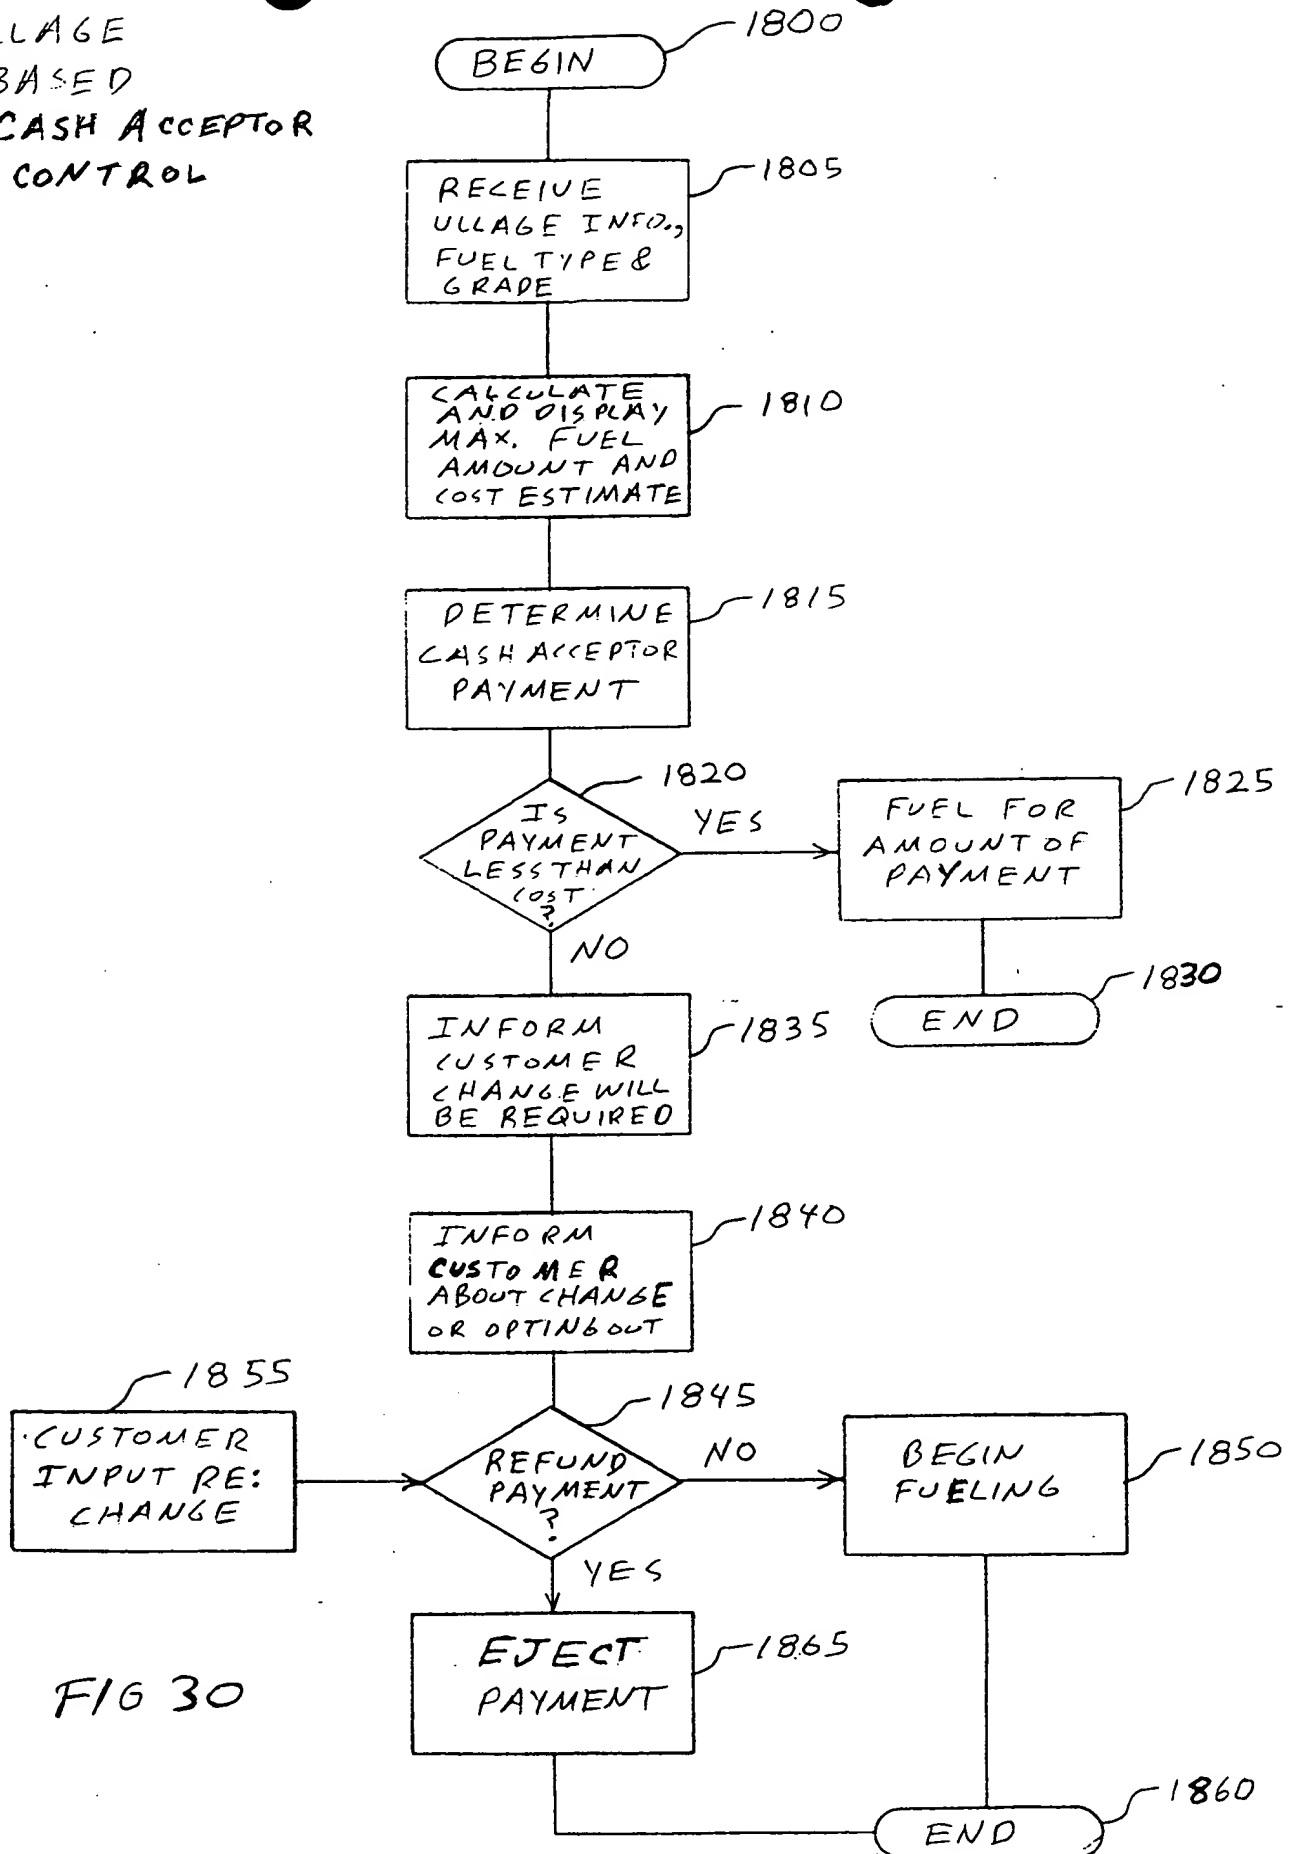 LLAGE
BASED
CASH ACCEPTOR
CONTROL
BEGIN
1800
RECEIVE
ULLAGE INFO.,
FUEL TYPE &
GRADE
1805
CALCULATE
AND DISPLAY
MAX. FUEL
AMOUNT AND
COST ESTIMATE
1810
DETERMINE
CASH ACCEPTOR
PAYMENT
1815
IS
PAYMENT
LESS THAN
COST
?
1820
YES
FUEL FOR
AMOUNT OF
PAYMENT
1825
NO
END
1830
INFORM
CUSTOMER
CHANGE WILL
BE REQUIRED
1835
INFORM
CUSTOMER
ABOUT CHANGE
OR OPTING OUT
1840
1855
CUSTOMER
INPUT RE:
CHANGE
REFUND
PAYMENT
?
1845
NO
BEGIN
FUELING
1850
YES
EJECT
PAYMENT
1865
FIG 30
END
1860